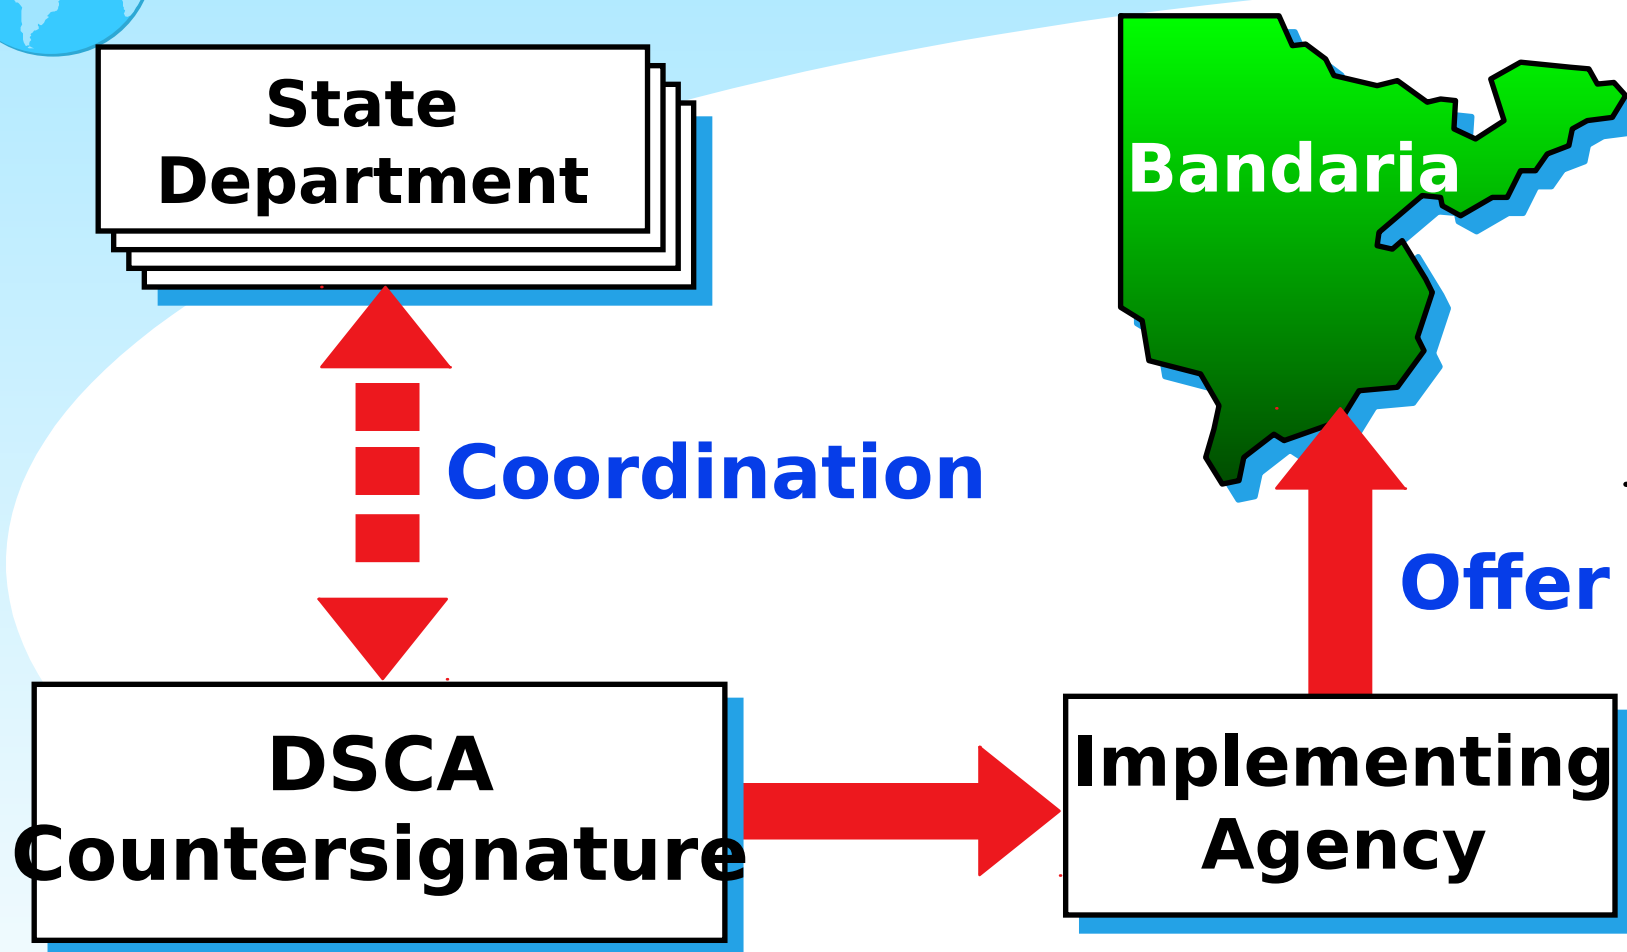 State
Department
Bandaria
Coordination
Offer
DSCA
Countersignature
Implementing
Agency